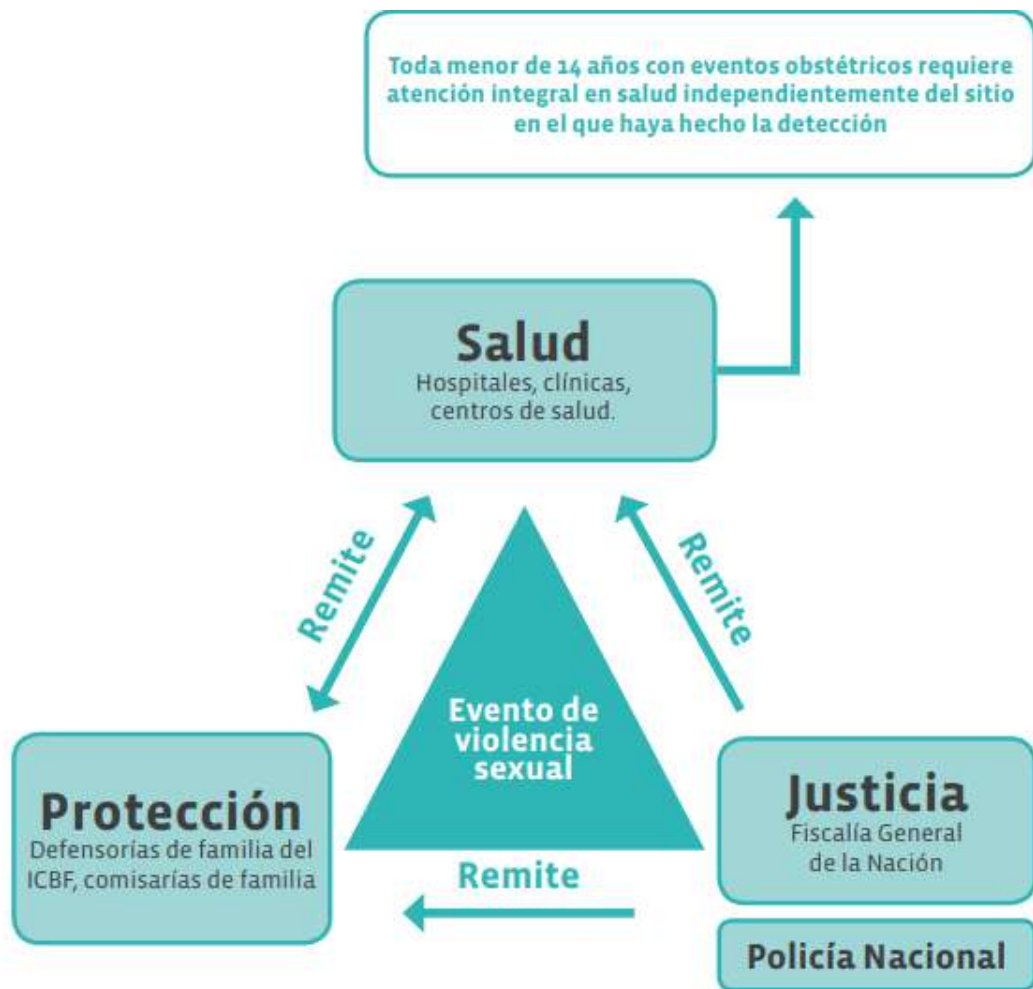 Toda menor de 14 años con eventos obstétricos requiere
atención integral en salud independientemente del sitio
en el que haya hecho la detección
Salud
Hospitales, clínicas,
centros de salud.
Remite
Remite
Evento de
violencia
sexual
Protección
Defensorías de familia del
ICBF, comisarías de familia
Remite
Justicia
Fiscalía General
de la Nación
Policía Nacional